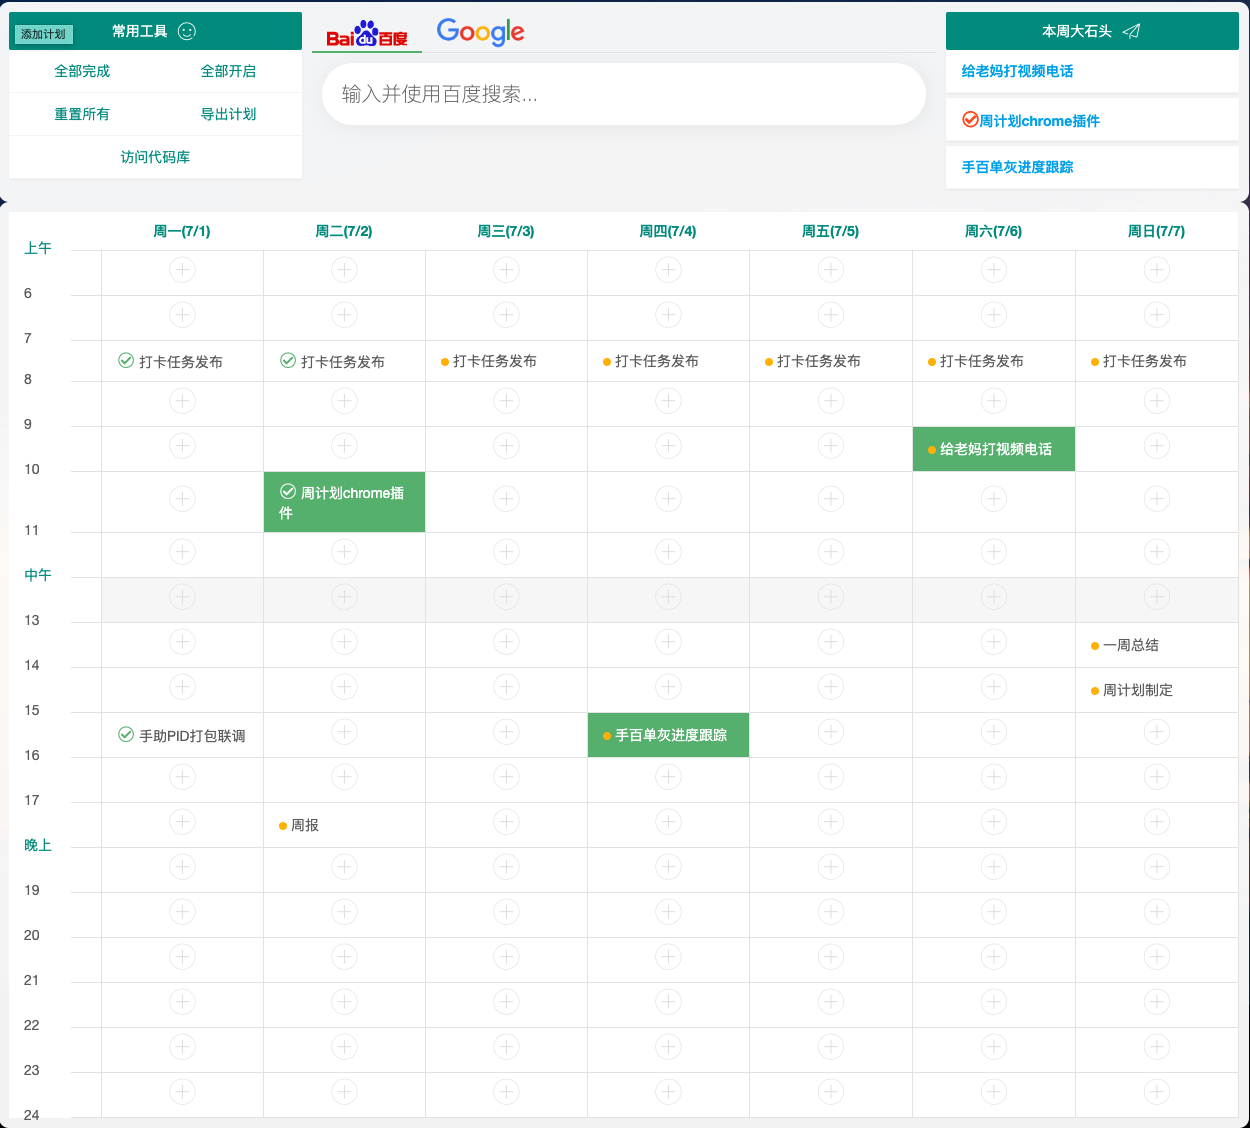 添加计划
常用工具
全部完成 全部开启
重置所有 导出计划
访问代码库
Bai du 百度
Google
输入并使用百度搜索...
本周大石头
给老妈打视频电话
周计划chrome插件
手百单灰进度跟踪
周一(7/1) 周二(7/2) 周三(7/3) 周四(7/4) 周五(7/5) 周六(7/6) 周日(7/7)
上午
6
7
打卡任务发布 打卡任务发布 打卡任务发布 打卡任务发布 打卡任务发布 打卡任务发布 打卡任务发布
8
9
给老妈打视频电话
10
周计划chrome插
件
11
中午
13
一周总结
14
周计划制定
15
手助PID打包联调 手百单灰进度跟踪
16
17
周报
晚上
19
20
21
22
23
24